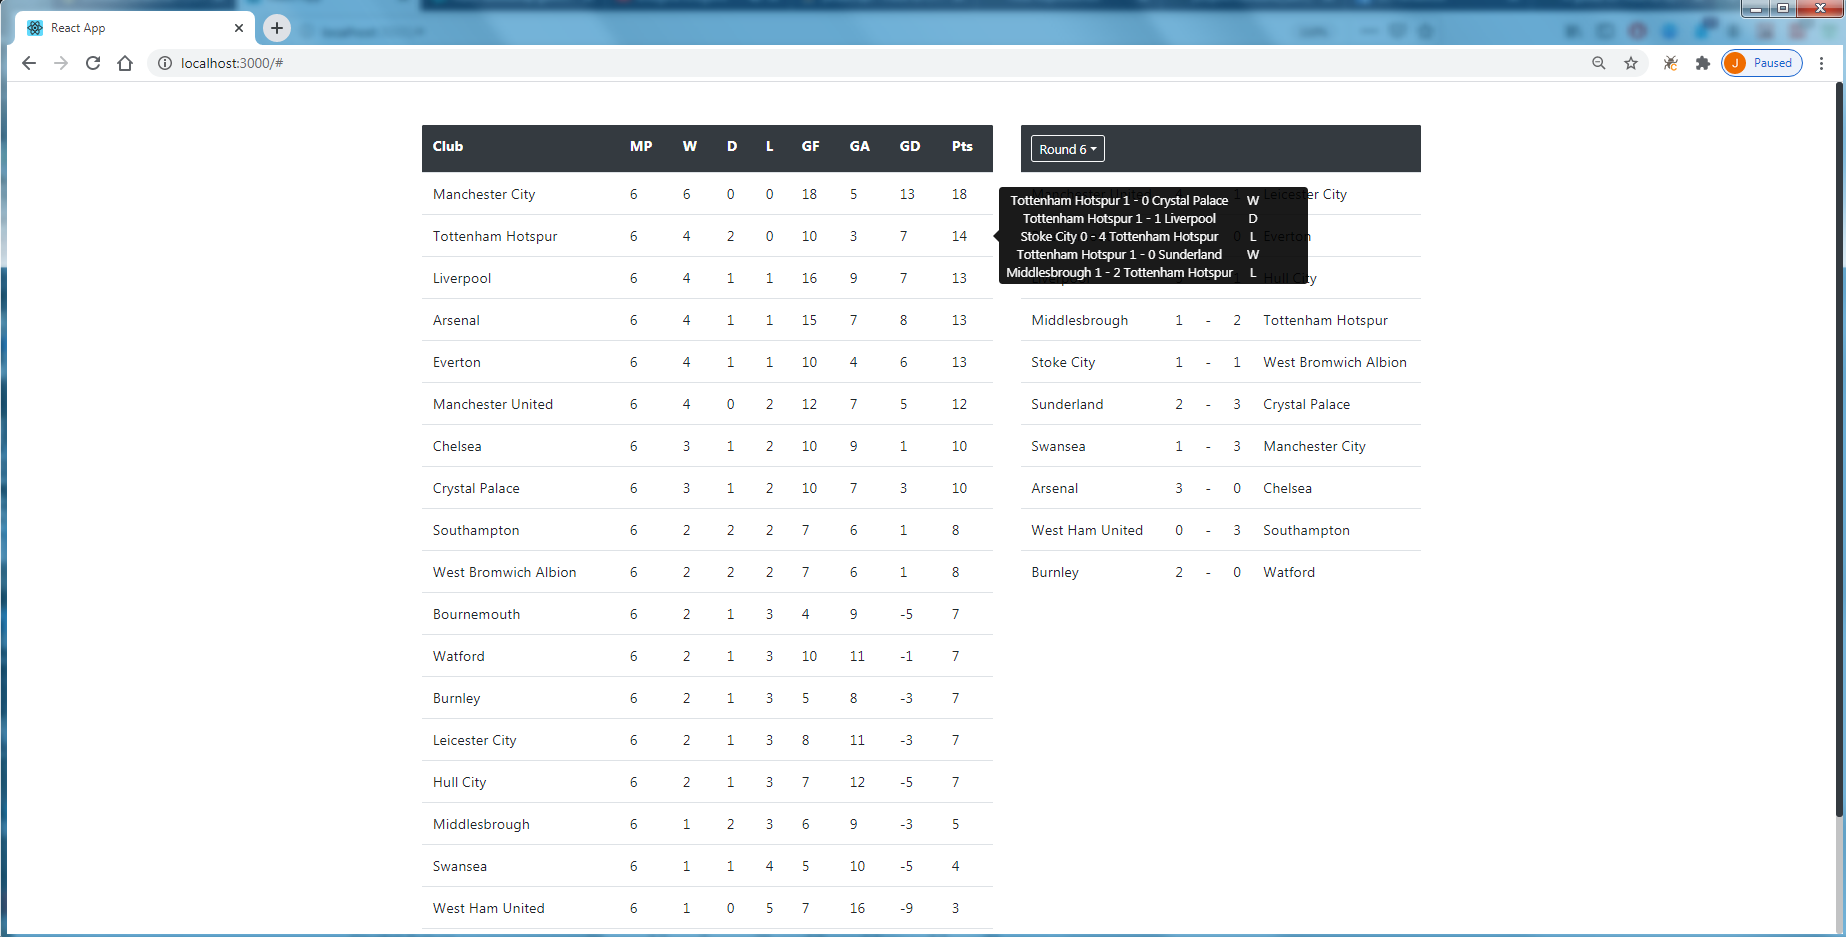 React App
localhost:3000/#
J Paused
Club MP W D L GF GA GD Pts
Manchester City 6 6 0 0 18 5 13 18
Tottenham Hotspur 6 4 2 0 10 3 7 14
Liverpool 6 4 1 1 16 9 7 13
Arsenal 6 4 1 1 15 7 8 13
Everton 6 4 1 1 10 4 6 13
Manchester United 6 4 0 2 12 7 5 12
Chelsea 6 3 1 2 10 9 1 10
Crystal Palace 6 3 1 2 10 7 3 10
Southampton 6 2 2 2 7 6 1 8
West Bromwich Albion 6 2 2 2 7 6 1 8
Bournemouth 6 2 1 3 4 9 -5 7
Watford 6 2 1 3 10 11 -1 7
Burnley 6 2 1 3 5 8 -3 7
Leicester City 6 2 1 3 8 11 -3 7
Hull City 6 2 1 3 7 12 -5 7
Middlesbrough 6 1 2 3 6 9 -3 5
Swansea 6 1 1 4 5 10 -5 4
West Ham United 6 1 0 5 7 16 -9 3
Round 6
Tottenham Hotspur 1 - 0 Crystal Palace W
Tottenham Hotspur 1 - 1 Liverpool D
Stoke City 0 - 4 Tottenham Hotspur L
Tottenham Hotspur 1 - 0 Sunderland W
Middlesbrough 1 - 2 Tottenham Hotspur L
Manchester United 4 1 Leicester City
0 Everton
Liverpool 1 Hull City
Middlesbrough 1 - 2 Tottenham Hotspur
Stoke City 1 - 1 West Bromwich Albion
Sunderland 2 - 3 Crystal Palace
Swansea 1 - 3 Manchester City
Arsenal 3 - 0 Chelsea
West Ham United 0 - 3 Southampton
Burnley 2 - 0 Watford